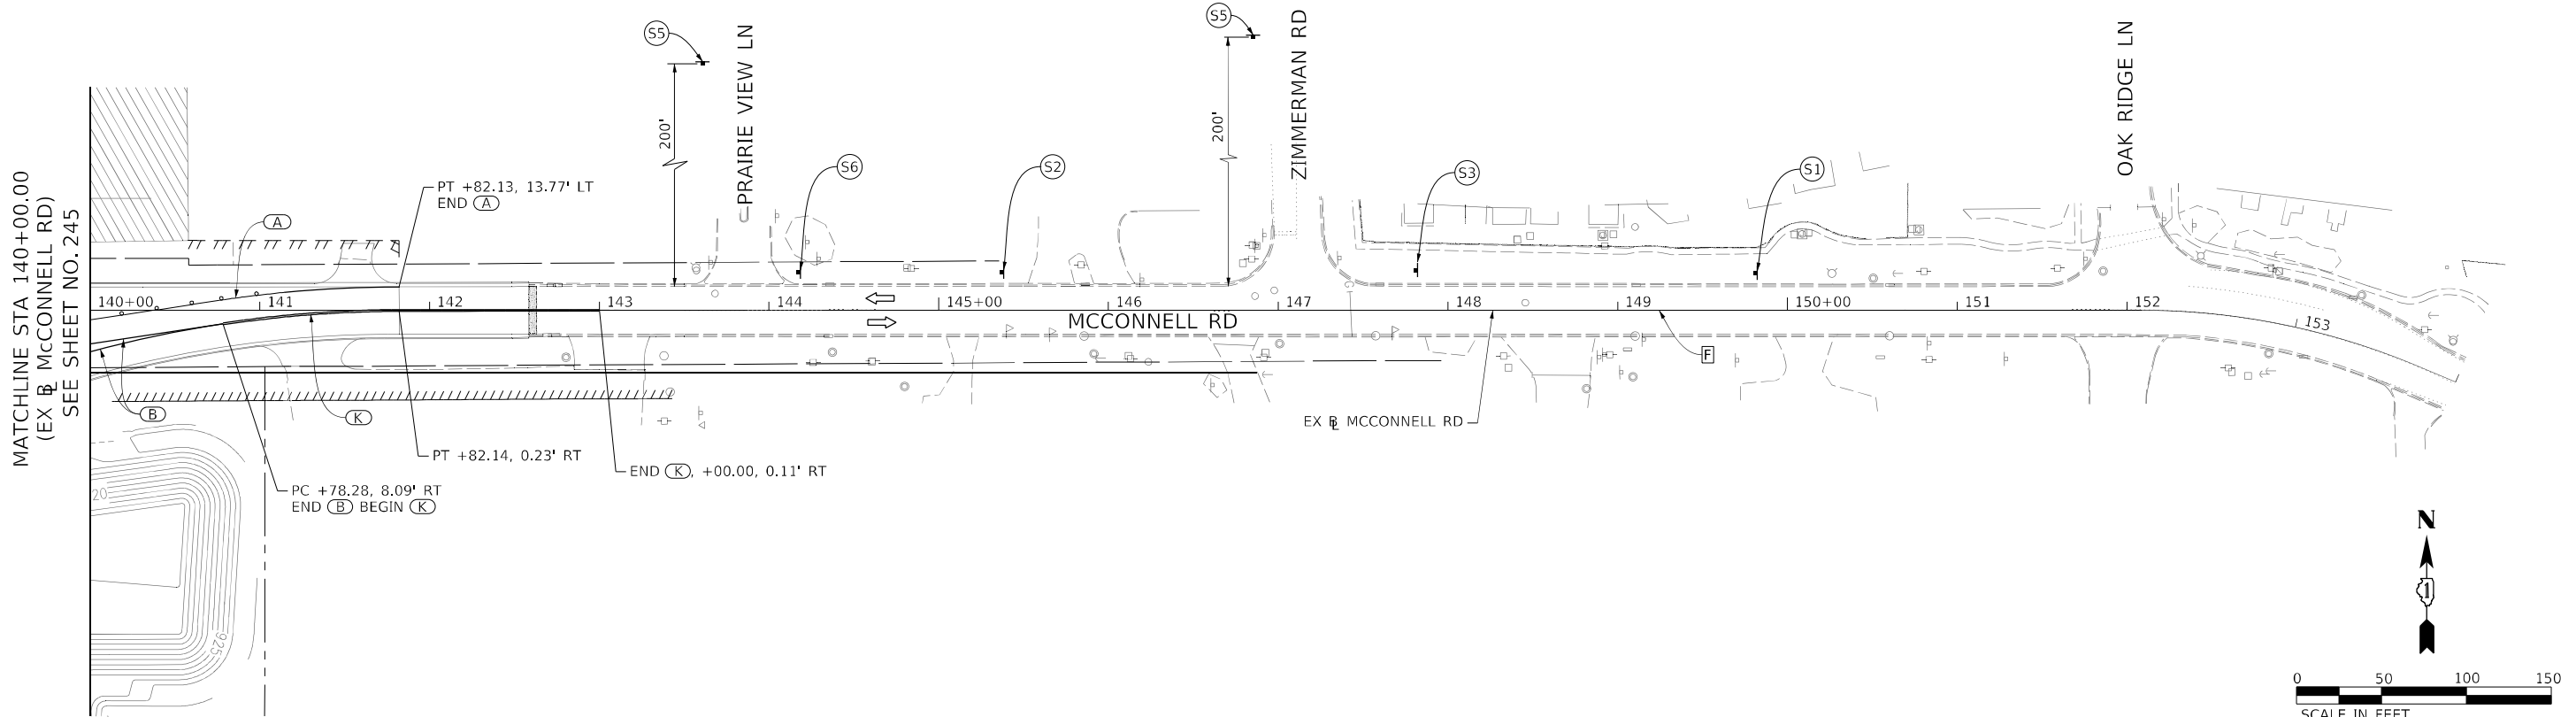 MATCHLINE STA 140+00.00
(EX BL McCONNELL RD)
SEE SHEET NO. 245
S5
PRAIRIE VIEW LN
200'
S5
ZIMMERMAN RD
200'
OAK RIDGE LN
S6
S2
S3
S1
PT +82.13, 13.77' LT
END A
A
140+00
141
142
143
144
145+00
146
147
148
149
150+00
151
152
153
MCCONNELL RD
F
B
K
EX BL MCCONNELL RD
PT +82.14, 0.23' RT
END K, +00.00, 0.11' RT
PC +78.28, 8.09' RT
END B BEGIN K
20
925
N
1
0 50 100 150
SCALE IN FEET